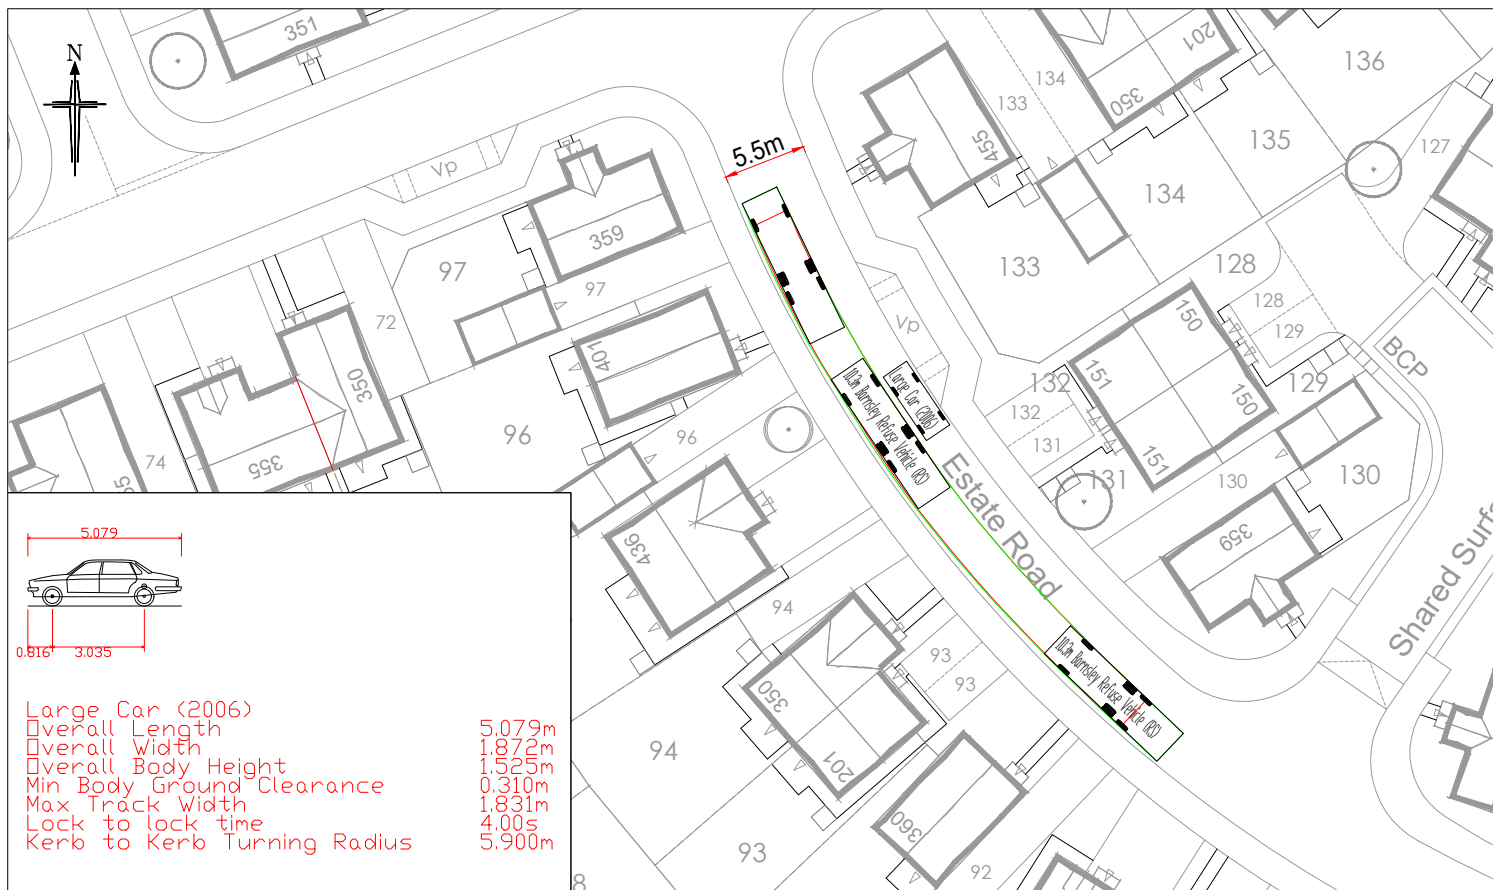 N
351
Vp
97
359
97
72
401
350
355
74
96
96
436
94
350
201
94
93
93
93
360
92
5.5m
133
134
455
350
201
136
135
134
133
127
128
128
129
132
132
131
131
151
150
150
151
129
130
130
359
BCP
Vp
Large Car (2006)
10.3m Barnsley Refuse Vehicle (RS)
Estate Road
10.3m Barnsley Refuse Vehicle (RS)
Shared Surf
5.079
0.816
3.035
Large Car (2006)
Overall Length 5.079m
Overall Width 1.872m
Overall Body Height 1.525m
Min Body Ground Clearance 0.310m
Max Track Width 1.831m
Lock to lock time 4.00s
Kerb to Kerb Turning Radius 5.900m